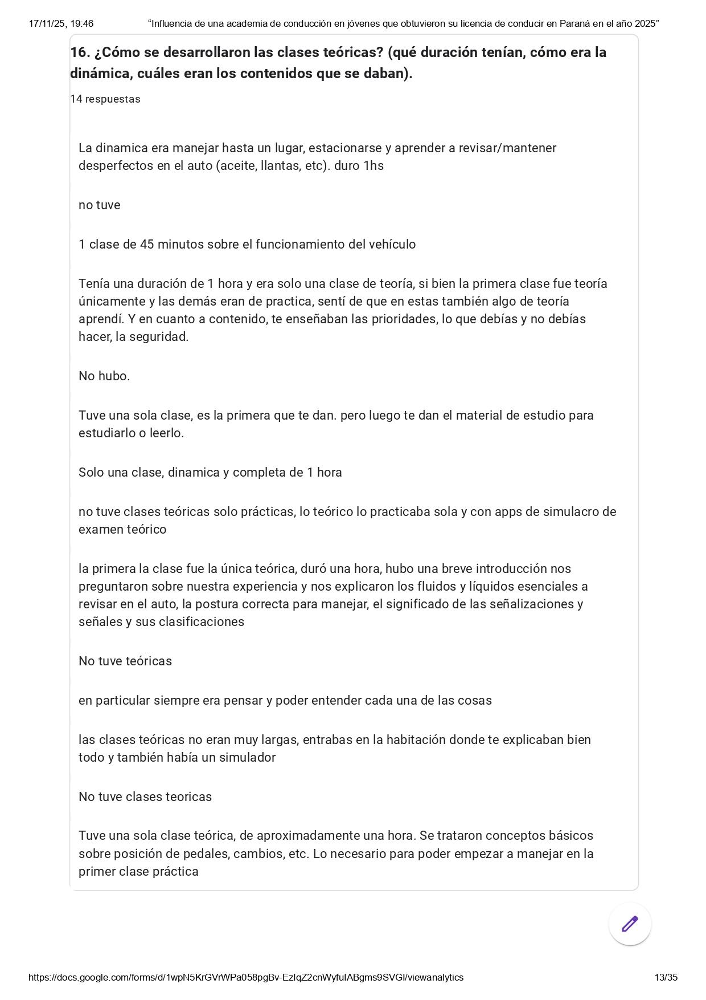 17/11/25, 19:46
“Influencia de una academia de conducción en jóvenes que obtuvieron su licencia de conducir en Paraná en el año 2025”
16. ¿Cómo se desarrollaron las clases teóricas? (qué duración tenían, cómo era la
dinámica, cuáles eran los contenidos que se daban).
14 respuestas
La dinamica era manejar hasta un lugar, estacionarse y aprender a revisar/mantener
desperfectos en el auto (aceite, llantas, etc). duro 1hs
no tuve
1 clase de 45 minutos sobre el funcionamiento del vehículo
Tenía una duración de 1 hora y era solo una clase de teoría, si bien la primera clase fue teoría
únicamente y las demás eran de practica, sentí de que en estas también algo de teoría
aprendí. Y en cuanto a contenido, te enseñaban las prioridades, lo que debías y no debías
hacer, la seguridad.
No hubo.
Tuve una sola clase, es la primera que te dan. pero luego te dan el material de estudio para
estudiarlo o leerlo.
Solo una clase, dinamica y completa de 1 hora
no tuve clases teóricas solo prácticas, lo teórico lo practicaba sola y con apps de simulacro de
examen teórico
la primera la clase fue la única teórica, duró una hora, hubo una breve introducción nos
preguntaron sobre nuestra experiencia y nos explicaron los fluidos y líquidos esenciales a
revisar en el auto, la postura correcta para manejar, el significado de las señalizaciones y
señales y sus clasificaciones
No tuve teóricas
en particular siempre era pensar y poder entender cada una de las cosas
las clases teóricas no eran muy largas, entrabas en la habitación donde te explicaban bien
todo y también había un simulador
No tuve clases teoricas
Tuve una sola clase teórica, de aproximadamente una hora. Se trataron conceptos básicos
sobre posición de pedales, cambios, etc. Lo necesario para poder empezar a manejar en la
primer clase práctica
https://docs.google.com/forms/d/1wpN5KrGVrWPa058pgBv-EzIqZ2cnWyfuIABgms9SVGI/viewanalytics
13/35